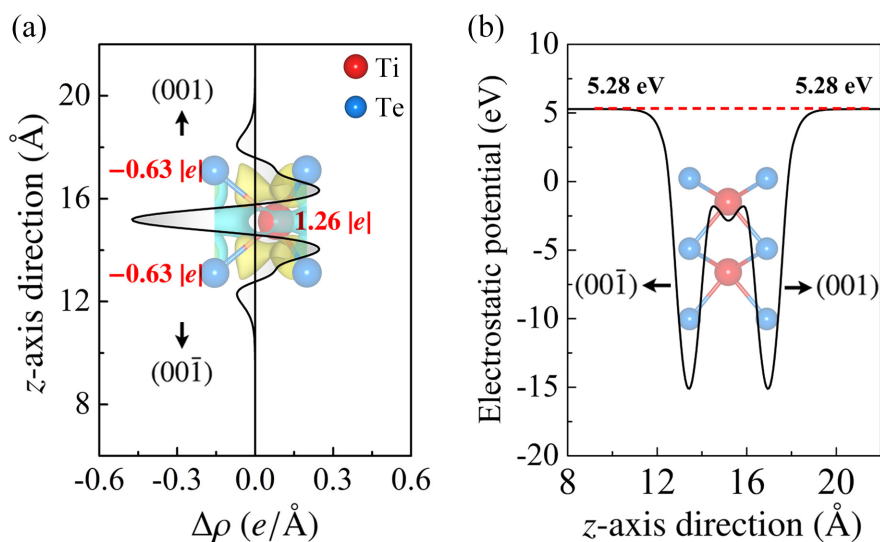 (a)
z-axis direction (Å)
20
16
12
8
(001)
Ti
Te
−0.63 |e|
1.26 |e|
−0.63 |e|
(001̄)
-0.6
-0.3
0.0
0.3
0.6
Δρ (e/Å)
(b)
Electrostatic potential (eV)
10
5
0
-5
-10
-15
-20
5.28 eV
5.28 eV
(001̄)
(001)
8
12
16
20
z-axis direction (Å)